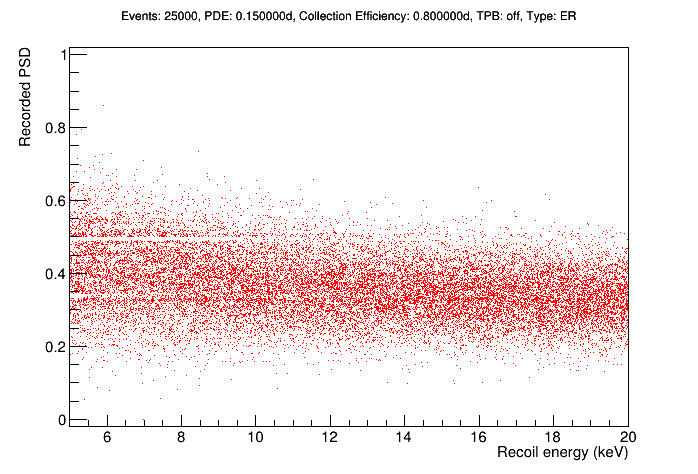 Events: 25000, PDE: 0.150000d, Collection Efficiency: 0.800000d, TPB: off, Type: ER
Recorded PSD
1
0.8
0.6
0.4
0.2
0
6 8 10 12 14 16 18 20
Recoil energy (keV)